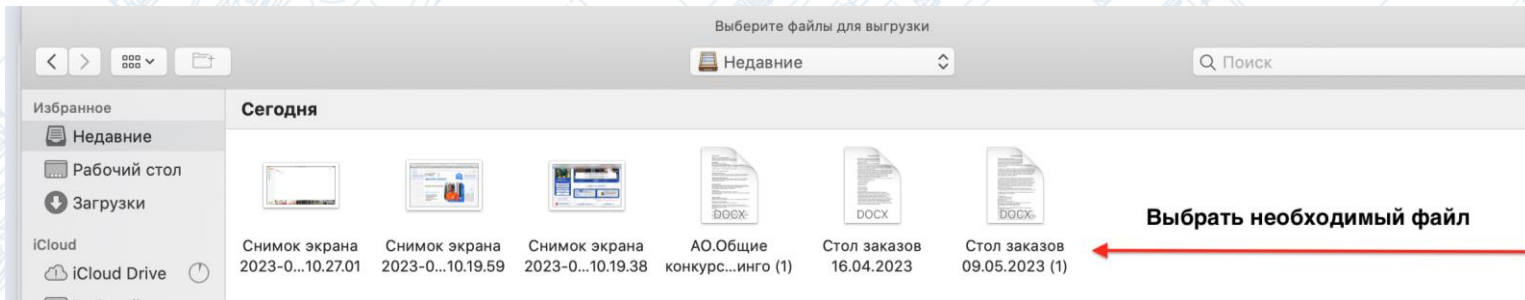 Выберите файлы для выгрузки
Недавние
Поиск
Избранное
Недавние
Рабочий стол
Загрузки
iCloud
iCloud Drive
Сегодня
Снимок экрана
2023-0...10.27.01
Снимок экрана
2023-0...10.19.59
Снимок экрана
2023-0...10.19.38
DOCX
АО.Общие
конкурс...инго (1)
DOCX
Стол заказов
16.04.2023
DOCX
Стол заказов
09.05.2023 (1)
Выбрать необходимый файл